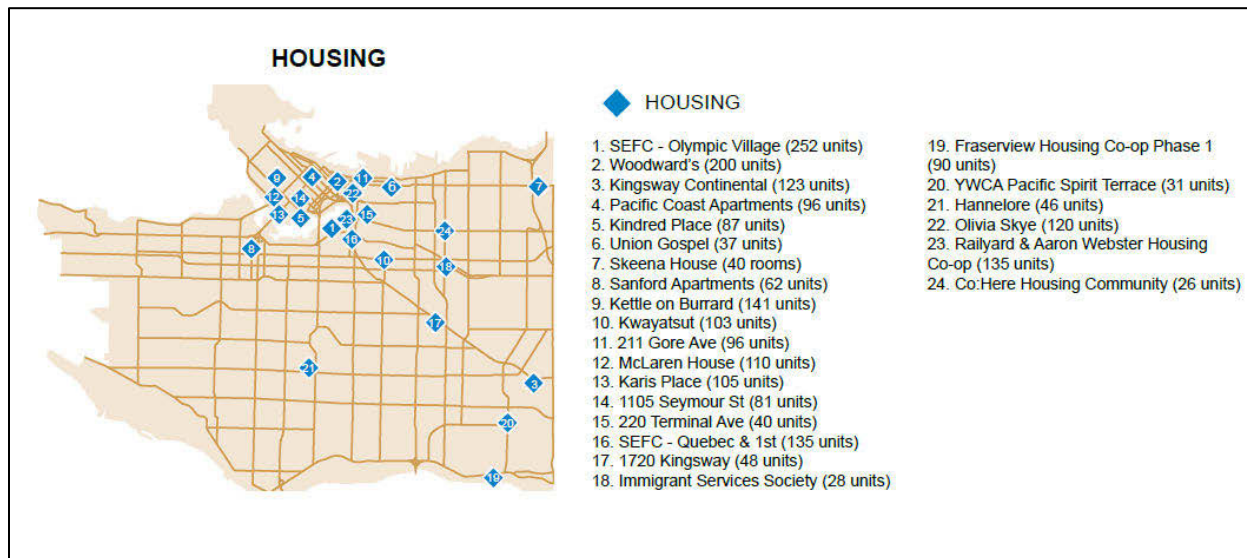 HOUSING
HOUSING
1. SEFC - Olympic Village (252 units)
2. Woodward's (200 units)
3. Kingsway Continental (123 units)
4. Pacific Coast Apartments (96 units)
5. Kindred Place (87 units)
6. Union Gospel (37 units)
7. Skeena House (40 rooms)
8. Sanford Apartments (62 units)
9. Kettle on Burrard (141 units)
10. Kwayatsut (103 units)
11. 211 Gore Ave (96 units)
12. McLaren House (110 units)
13. Karis Place (105 units)
14. 1105 Seymour St (81 units)
15. 220 Terminal Ave (40 units)
16. SEFC - Quebec & 1st (135 units)
17. 1720 Kingsway (48 units)
18. Immigrant Services Society (28 units)
19. Fraserview Housing Co-op Phase 1
(90 units)
20. YWCA Pacific Spirit Terrace (31 units)
21. Hannelore (46 units)
22. Olivia Skye (120 units)
23. Railyard & Aaron Webster Housing
Co-op (135 units)
24. Co:Here Housing Community (26 units)
9
4
2
11
22
6
7
12
14
13
5
23
15
1
16
24
8
10
18
17
21
3
20
19